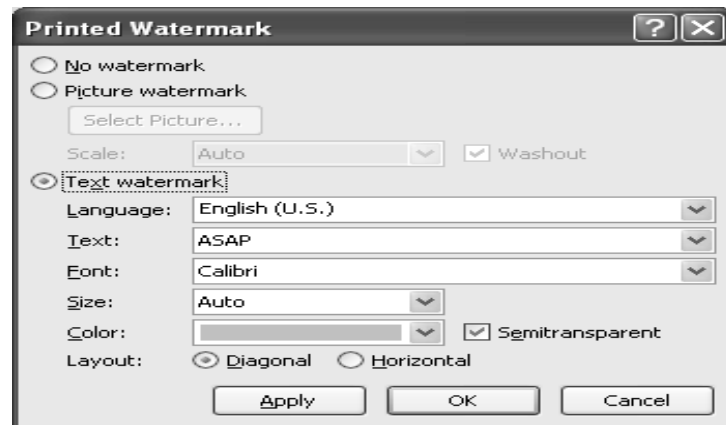 Printed Watermark
No watermark
Picture watermark
Select Picture...
Scale: Auto Washout
Text watermark
Language: English (U.S.)
Text: ASAP
Font: Calibri
Size: Auto
Color: Semitransparent
Layout: Diagonal Horizontal
Apply OK Cancel